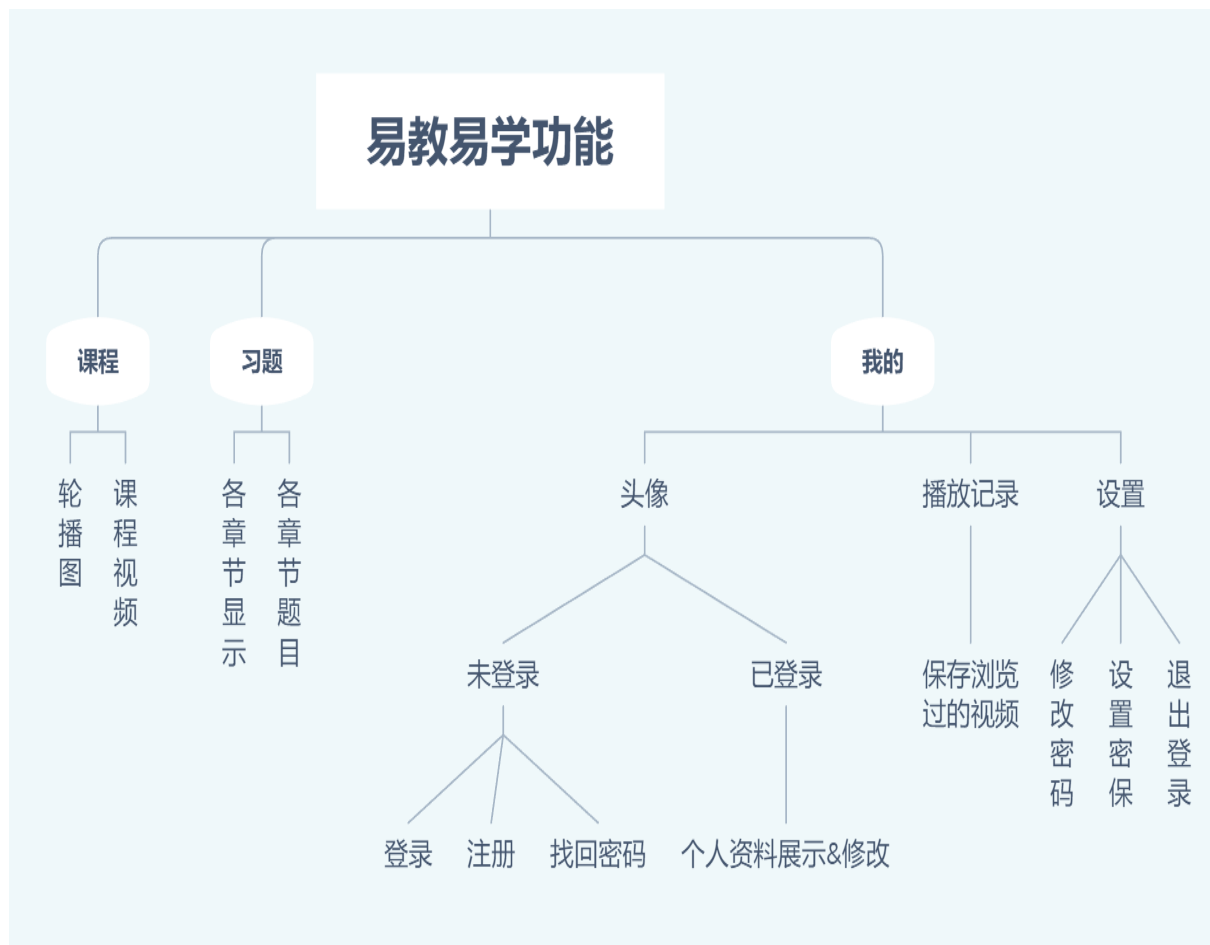 易教易学功能
课程
习题
我的
轮播图
课程视频
各章节显示
各章节题目
头像
播放记录
设置
未登录
已登录
保存浏览
过的视频
修改密码
设置密保
退出登录
登录
注册
找回密码
个人资料展示&修改